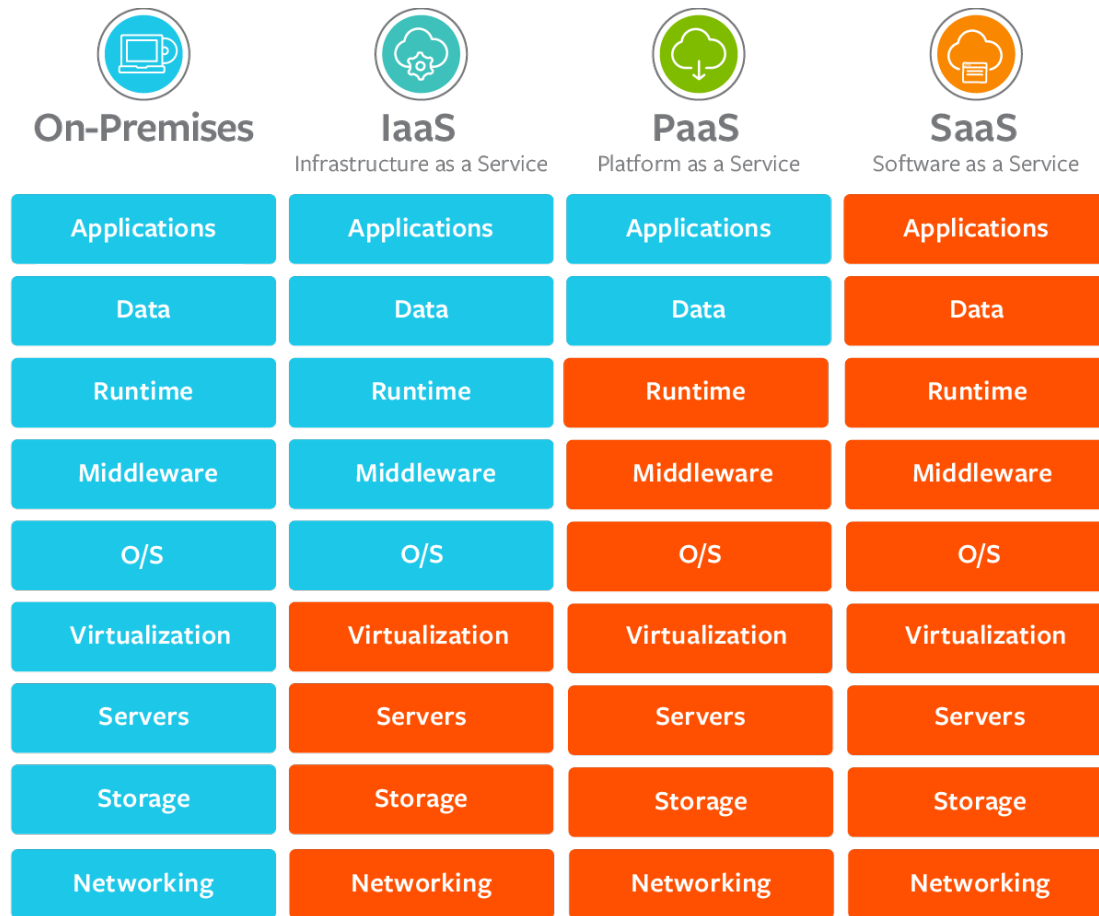 On-Premises IaaS PaaS SaaS
Infrastructure as a Service Platform as a Service Software as a Service
Applications Applications Applications Applications
Data Data Data Data
Runtime Runtime Runtime Runtime
Middleware Middleware Middleware Middleware
O/S O/S O/S O/S
Virtualization Virtualization Virtualization Virtualization
Servers Servers Servers Servers
Storage Storage Storage Storage
Networking Networking Networking Networking